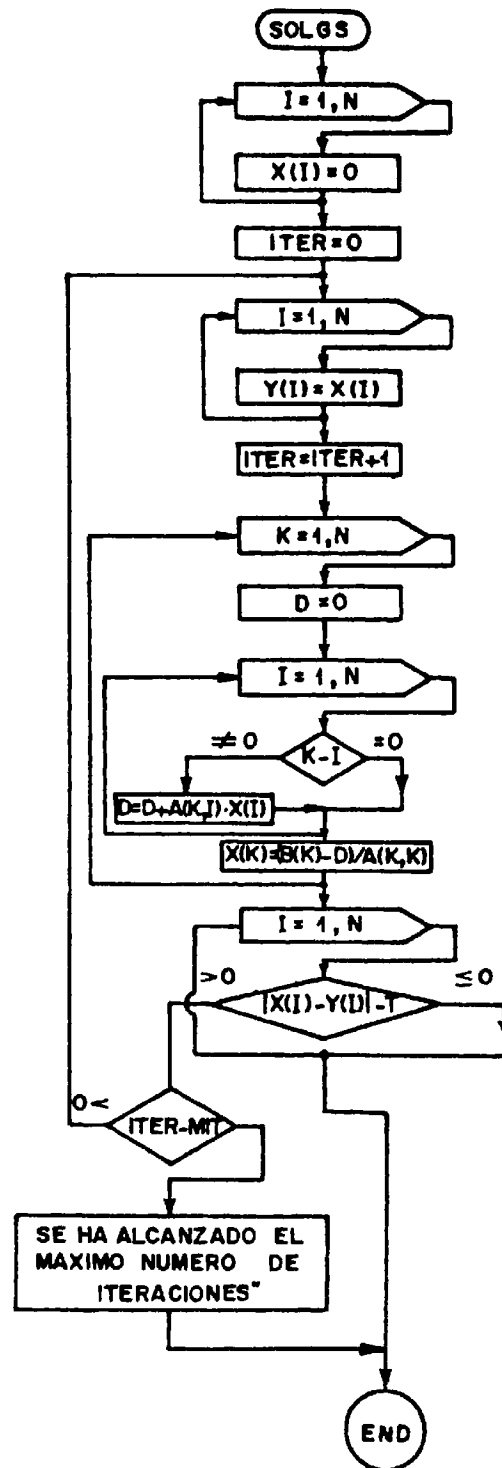 SOLGS
I = 1, N
X(I) = 0
ITER = 0
I = 1, N
Y(I) = X(I)
ITER = ITER+1
K = 1, N
D = 0
I = 1, N
≠ 0
K-I
= 0
D=D+A(K,I)·X(I)
X(K)=(B(K)-D)/A(K,K)
I = 1, N
> 0
|X(I)-Y(I)|-T
≤ 0
0 <
ITER-MIT
SE HA ALCANZADO EL
MAXIMO NUMERO DE
ITERACIONES"
END